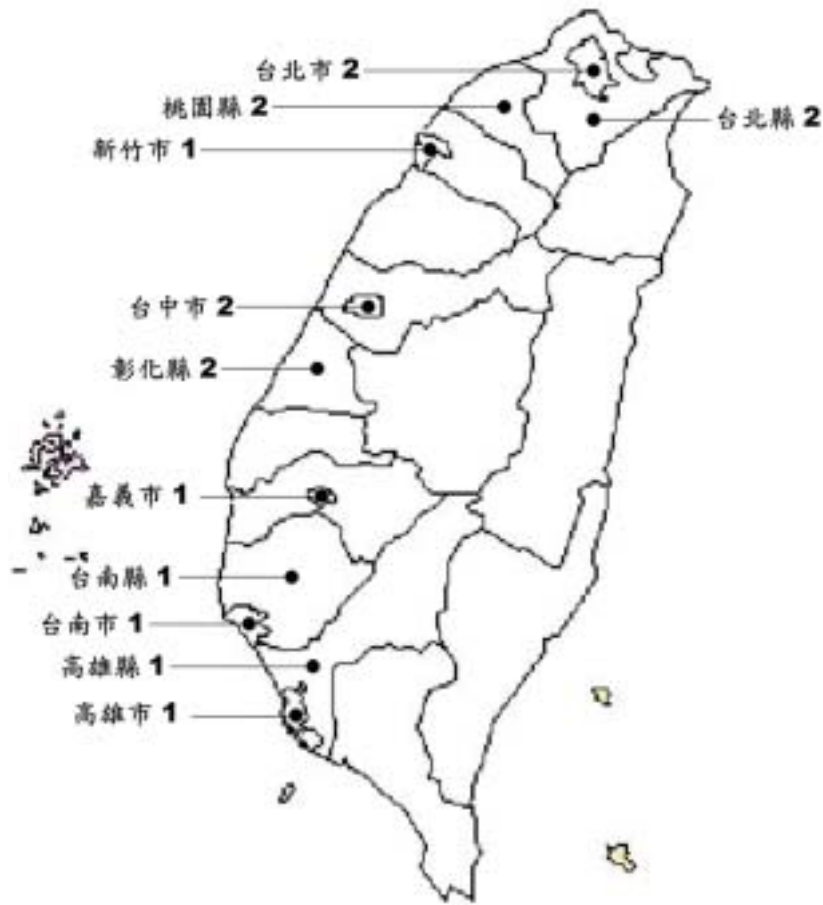 台北市 2
桃園縣 2
台北縣 2
新竹市 1
台中市 2
彰化縣 2
嘉義市 1
台南縣 1
台南市 1
高雄縣 1
高雄市 1